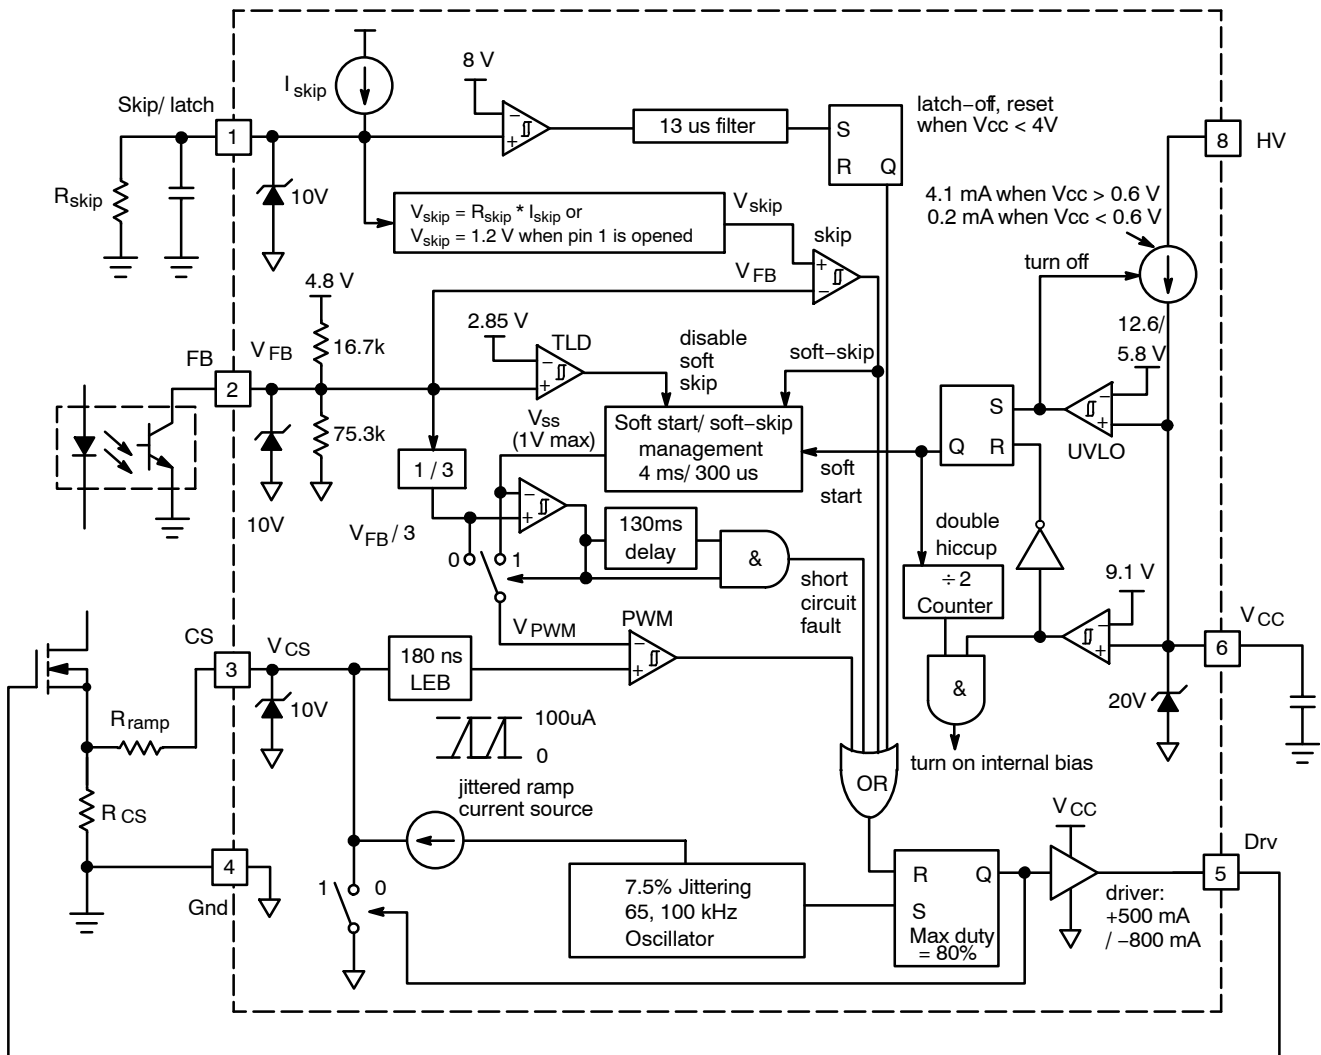 Skip/ latch
1
I skip
8 V
−
+
13 us filter
S
R Q
latch−off, reset
when Vcc < 4V
8
HV
R skip
10V
V skip = R skip * I skip or
V skip = 1.2 V when pin 1 is opened
V skip
skip
+
−
V FB
4.1 mA when Vcc > 0.6 V
0.2 mA when Vcc < 0.6 V
turn off
12.6/
5.8 V
−
+
UVLO
4.8 V
16.7k
75.3k
FB
2
V FB
10V
2.85 V
−
+
TLD
disable
soft
skip
soft−skip
Vss
(1V max)
Soft start/ soft−skip
management
4 ms/ 300 us
soft
start
S
Q R
1 / 3
V FB / 3
−
+
0
1
130ms
delay
&
short
circuit
fault
double
hiccup
÷ 2
Counter
9.1 V
−
+
&
turn on internal bias
6
V CC
20V
CS
3
V CS
10V
180 ns
LEB
V PWM
PWM
−
+
R ramp
R CS
100uA
0
jittered ramp
current source
OR
4
Gnd
1 0
7.5% Jittering
65, 100 kHz
Oscillator
R Q
S
Max duty
= 80%
V CC
driver:
+500 mA
/ −800 mA
5
Drv